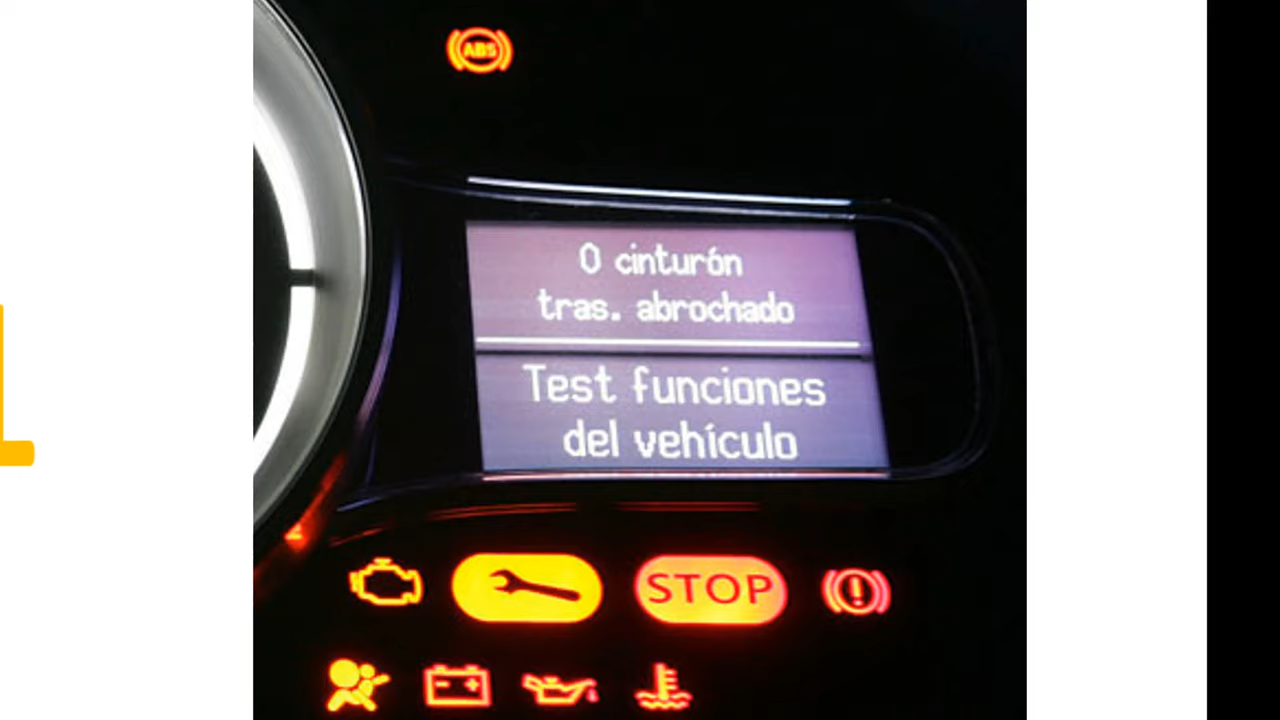 ABS
0 cinturón
tras. abrochado
Test funciones
del vehículo
STOP